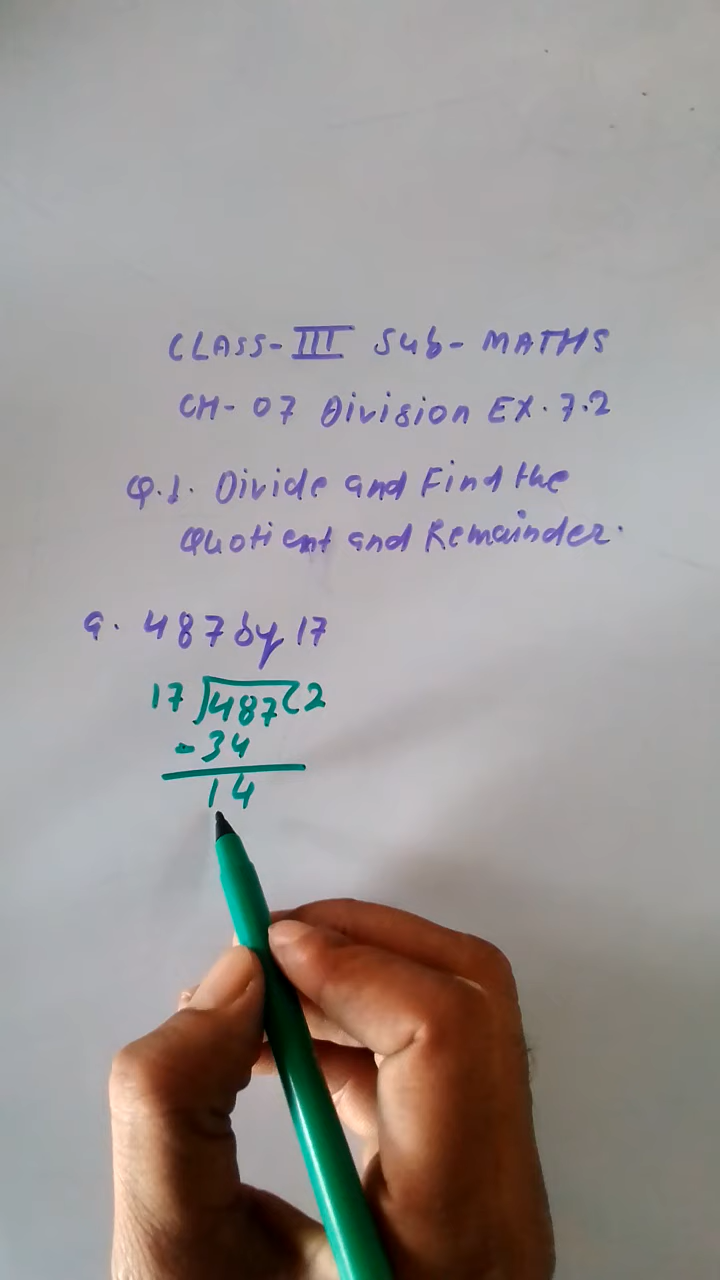 CLASS-III Sub- MATHS
CH- 07 Division EX. 7.2
Q.1. Divide and Find the
Quotient and Remainder.
a. 487 by 17
17 )487( 2
- 34
14